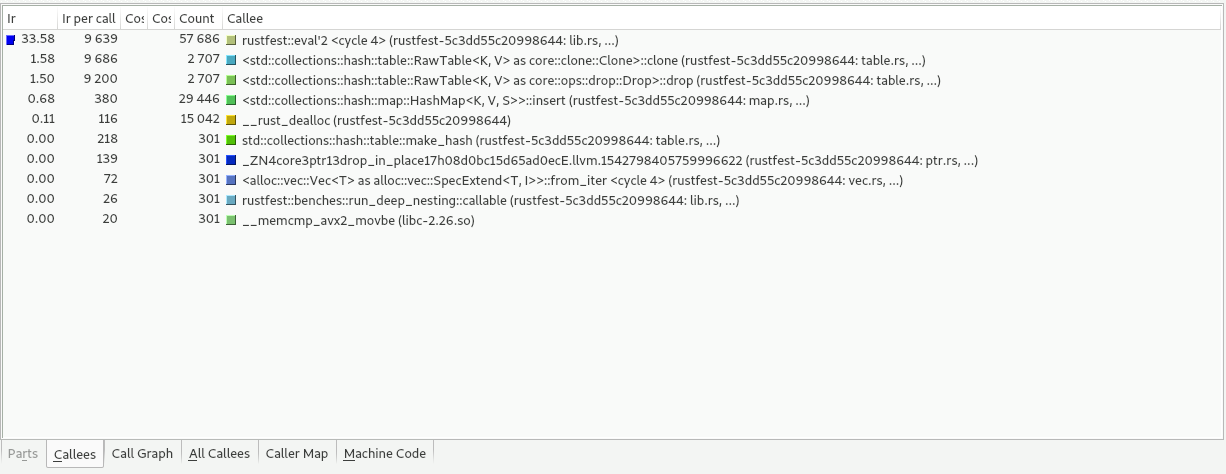 Ir Ir per call Cos Cos Count Callee
33.58 9 639 57 686 rustfest::eval'2 <cycle 4> (rustfest-5c3dd55c20998644: lib.rs, ...)
1.58 9 686 2 707 <std::collections::hash::table::RawTable<K, V> as core::clone::Clone>::clone (rustfest-5c3dd55c20998644: table.rs, ...)
1.50 9 200 2 707 <std::collections::hash::table::RawTable<K, V> as core::ops::drop::Drop>::drop (rustfest-5c3dd55c20998644: table.rs, ...)
0.68 380 29 446 <std::collections::hash::map::HashMap<K, V, S>>::insert (rustfest-5c3dd55c20998644: map.rs, ...)
0.11 116 15 042 __rust_dealloc (rustfest-5c3dd55c20998644)
0.00 218 301 std::collections::hash::table::make_hash (rustfest-5c3dd55c20998644: table.rs, ...)
0.00 139 301 _ZN4core3ptr13drop_in_place17h08d0bc15d65ad0ecE.llvm.1542798405759996622 (rustfest-5c3dd55c20998644: ptr.rs, ...)
0.00 72 301 <alloc::vec::Vec<T> as alloc::vec::SpecExtend<T, I>>::from_iter <cycle 4> (rustfest-5c3dd55c20998644: vec.rs, ...)
0.00 26 301 rustfest::benches::run_deep_nesting::callable (rustfest-5c3dd55c20998644: lib.rs, ...)
0.00 20 301 __memcmp_avx2_movbe (libc-2.26.so)
Parts Callees Call Graph All Callees Caller Map Machine Code